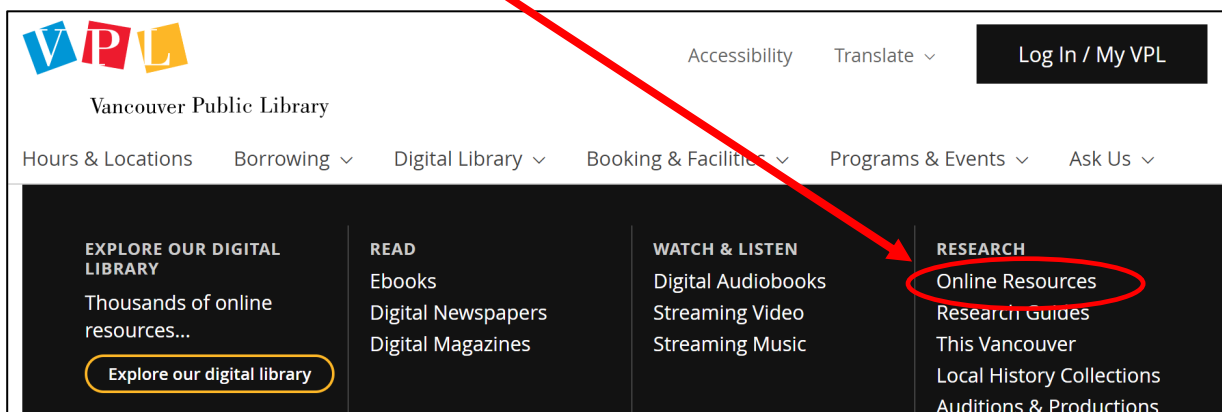 VPL
Accessibility Translate Log In / My VPL
Vancouver Public Library
Hours & Locations Borrowing Digital Library Booking & Facilities Programs & Events Ask Us
EXPLORE OUR DIGITAL
LIBRARY
Thousands of online
resources...
Explore our digital library
READ
Ebooks
Digital Newspapers
Digital Magazines
WATCH & LISTEN
Digital Audiobooks
Streaming Video
Streaming Music
RESEARCH
Online Resources
Research Guides
This Vancouver
Local History Collections
Auditions & Productions